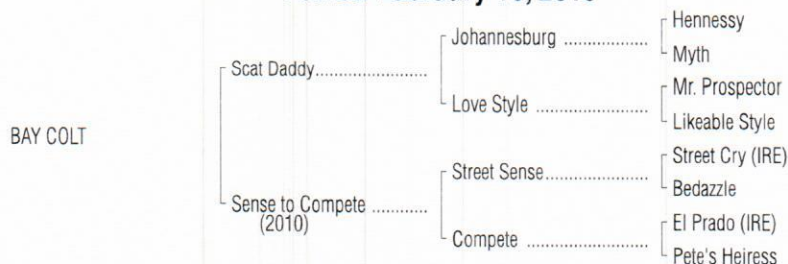 February
Hennessy
Johannesburg ..................
Myth
Scat Daddy........................
Mr. Prospector
Love Style ....................
Likeable Style
BAY COLT
Street Cry (IRE)
Street Sense................
Bedazzle
Sense to Compete ............
(2010)
El Prado (IRE)
Compete ......................
Pete's Heiress